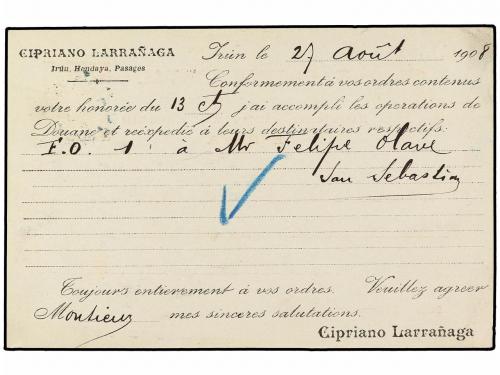 CIPRIANO LARRAÑAGA
Irún, Hendaya, Pasages
Irún le 27 Août 1908
Conformement à vos ordres contenus
votre honorée du 13 ct j'ai accompli les operations de
Douane et reéxpedié à leurs destinataires respectifs:
F.O. 1 à Mr Felipe Olave
San Sebastian
Toujours entierement à vos ordres. Veuillez agreer
Monsieur mes sinceres salutations.
Cipriano Larrañaga